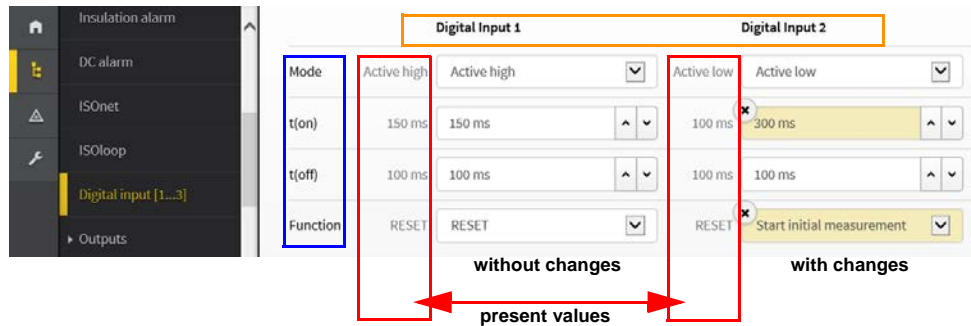 Insulation alarm
DC alarm
ISOnet
ISOloop
Digital input [1...3]
Outputs
Digital Input 1 Digital Input 2
Mode Active high Active high Active low Active low
t(on) 150 ms 150 ms 100 ms 300 ms
t(off) 100 ms 100 ms 100 ms 100 ms
Function RESET RESET RESET Start initial measurement
without changes with changes
present values